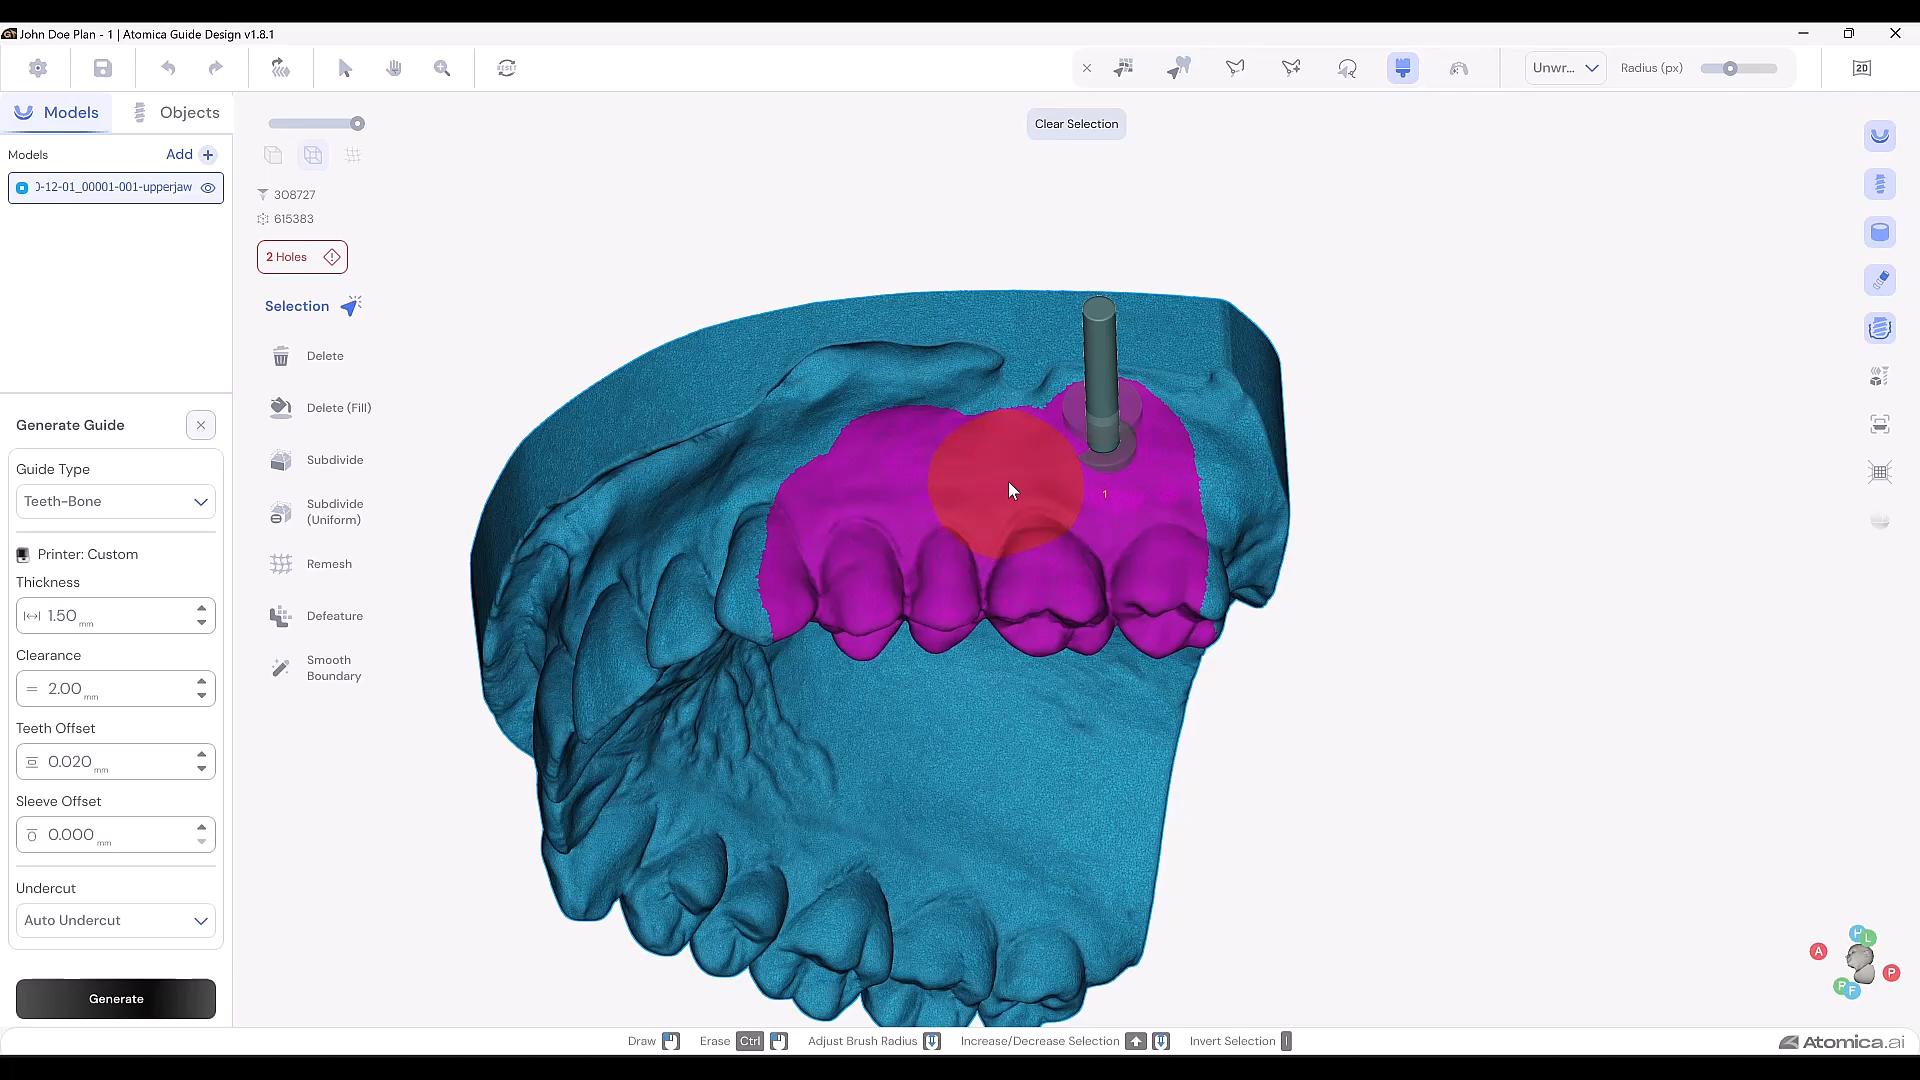 John Doe Plan - 1 | Atomica Guide Design v1.8.1
RESET
Unwr...
Radius (px)
2D
Models
Objects
Clear Selection
Models
Add +
)-12-01_00001-001-upperjaw
308727
615383
2 Holes
Selection
Delete
Delete (Fill)
Subdivide
Subdivide
(Uniform)
Remesh
Defeature
Smooth
Boundary
1
Generate Guide
Guide Type
Teeth-Bone
Printer: Custom
Thickness
1.50 mm
Clearance
2.00 mm
Teeth Offset
0.020 mm
Sleeve Offset
0.000 mm
Undercut
Auto Undercut
Generate
H
L
A
P
F
Draw
Erase Ctrl
Adjust Brush Radius
Increase/Decrease Selection
Invert Selection I
Atomica.ai